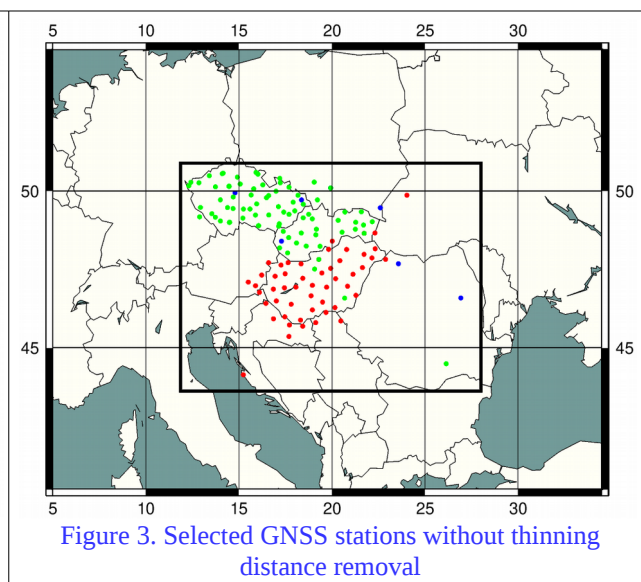 5 10 15 20 25 30
50 50
45 45
5 10 15 20 25 30
Figure 3. Selected GNSS stations without thinning
distance removal